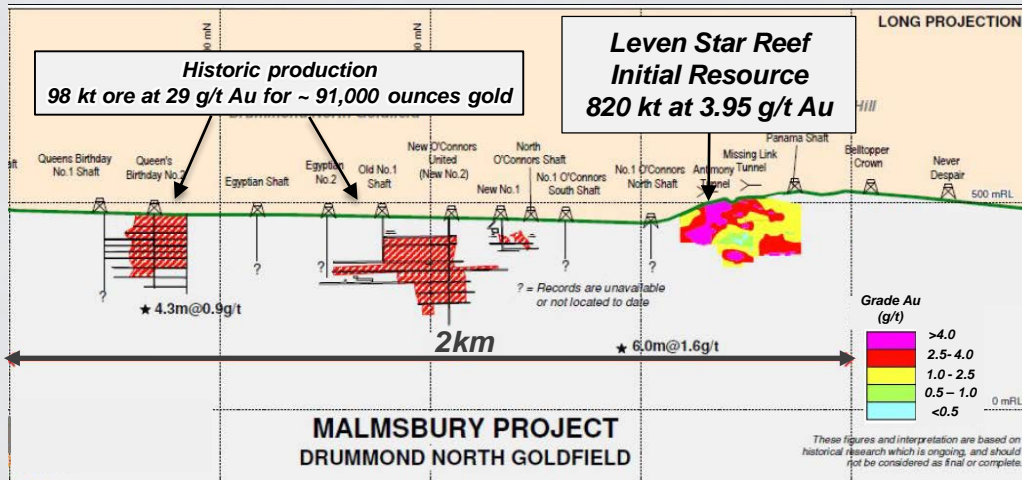 LONG PROJECTION
Historic production
98 kt ore at 29 g/t Au for ~ 91,000 ounces gold
Leven Star Reef
Initial Resource
820 kt at 3.95 g/t Au
Hill
Queens Birthday
No.1 Shaft
Queen's
Birthday No.2
Egyptian Shaft
Egyptian
No.2
Old No.1
Shaft
New O'Connors
United
(New No.2)
New No.1
North
O'Connors Shaft
No.1 O'Connors
South Shaft
No.1 O'Connors
North Shaft
Antimony
Tunnel
Missing Link
Tunnel
Panama Shaft
Belltopper
Crown
Never
Despair
500 mRL
?
?
?
?
?
? = Records are unavailable
or not located to date
★ 4.3m@0.9g/t
★ 6.0m@1.6g/t
2km
Grade Au
(g/t)
>4.0
2.5- 4.0
1.0 - 2.5
0.5 – 1.0
<0.5
0 mRL
MALMSBURY PROJECT
DRUMMOND NORTH GOLDFIELD
These figures and interpretation are based on
historical research which is ongoing, and should
not be considered as final or complete.